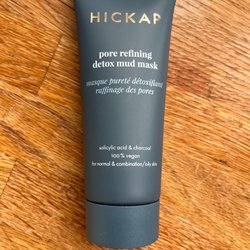 HICKAP
pore refining
detox mud mask
masque pureté détoxifiant
raffinage des pores
salicylic acid & charcoal
100% vegan
for normal & combination/oily skin